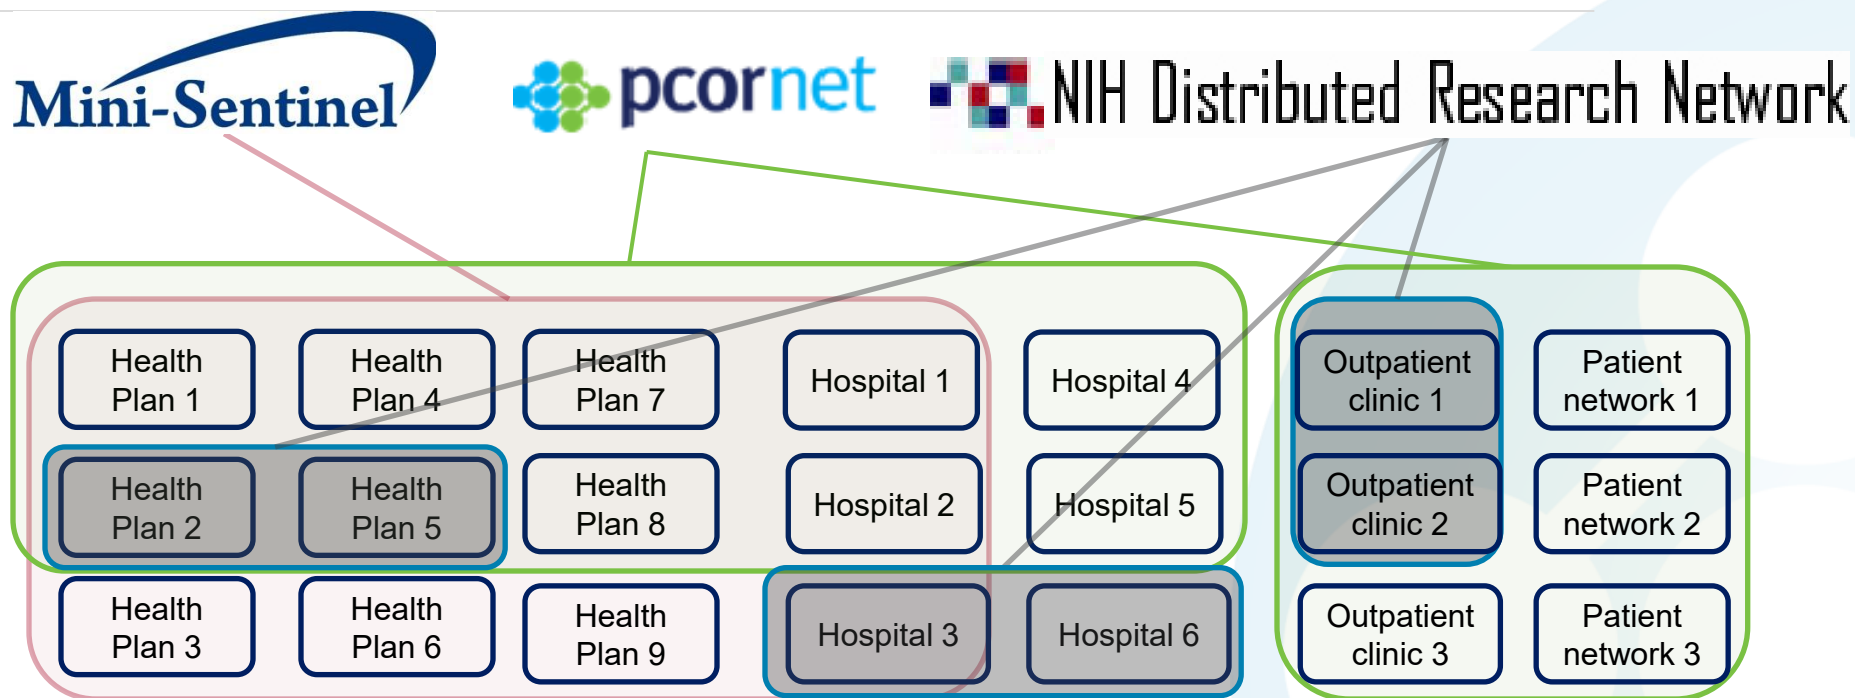 Mini-Sentinel
pcornet
NIH Distributed Research Network
Health
Plan 1
Health
Plan 4
Health
Plan 7
Hospital 1
Hospital 4
Outpatient
clinic 1
Patient
network 1
Health
Plan 2
Health
Plan 5
Health
Plan 8
Hospital 2
Hospital 5
Outpatient
clinic 2
Patient
network 2
Health
Plan 3
Health
Plan 6
Health
Plan 9
Hospital 3
Hospital 6
Outpatient
clinic 3
Patient
network 3